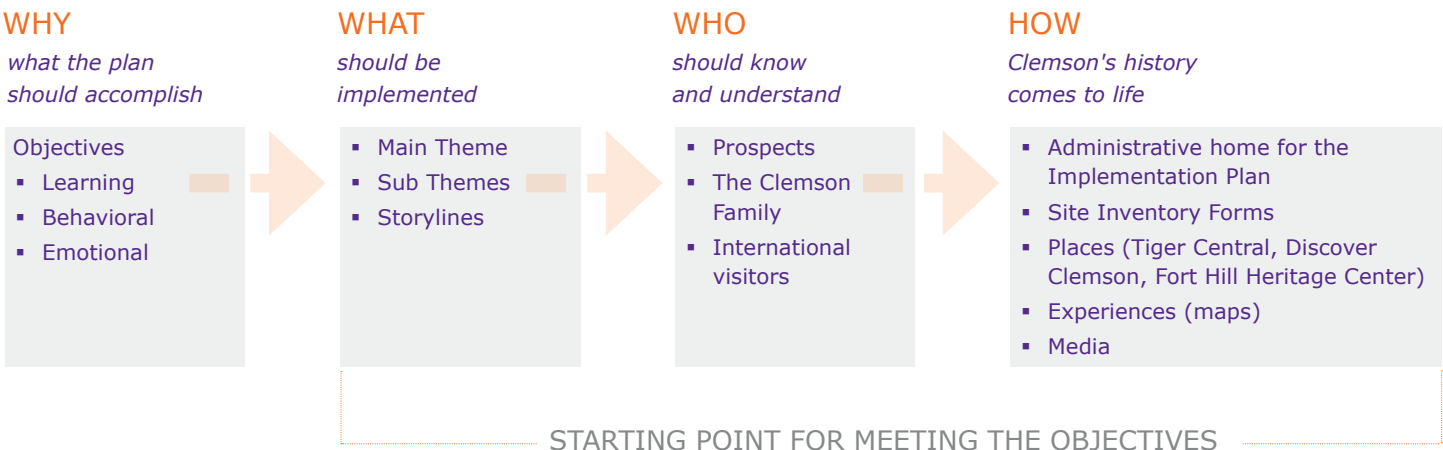 WHY
what the plan
should accomplish
Objectives
▪ Learning
▪ Behavioral
▪ Emotional
WHAT
should be
implemented
▪ Main Theme
▪ Sub Themes
▪ Storylines
WHO
should know
and understand
▪ Prospects
▪ The Clemson
Family
▪ International
visitors
HOW
Clemson's history
comes to life
▪ Administrative home for the
Implementation Plan
▪ Site Inventory Forms
▪ Places (Tiger Central, Discover
Clemson, Fort Hill Heritage Center)
▪ Experiences (maps)
▪ Media
STARTING POINT FOR MEETING THE OBJECTIVES